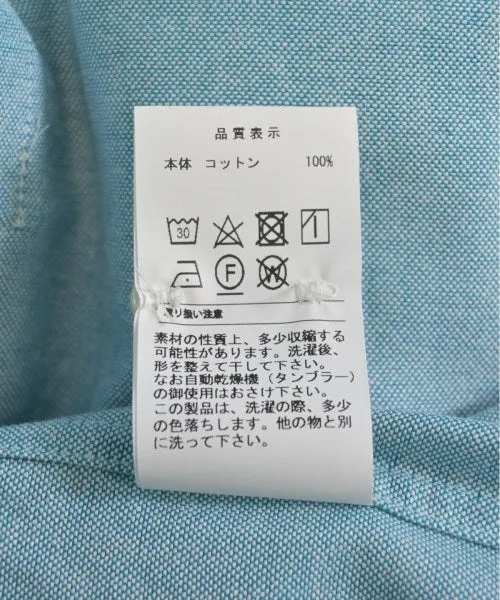 品質表示
本体 コットン 100%
30
F
W
取り扱い注意
素材の性質上、多少収縮する
可能性があります。洗濯後、
形を整えて干して下さい。
なお自動乾燥機（タンブラー）
の御使用はおさけ下さい。
この製品は、洗濯の際、多少
の色落ちします。他の物と別
に洗って下さい。